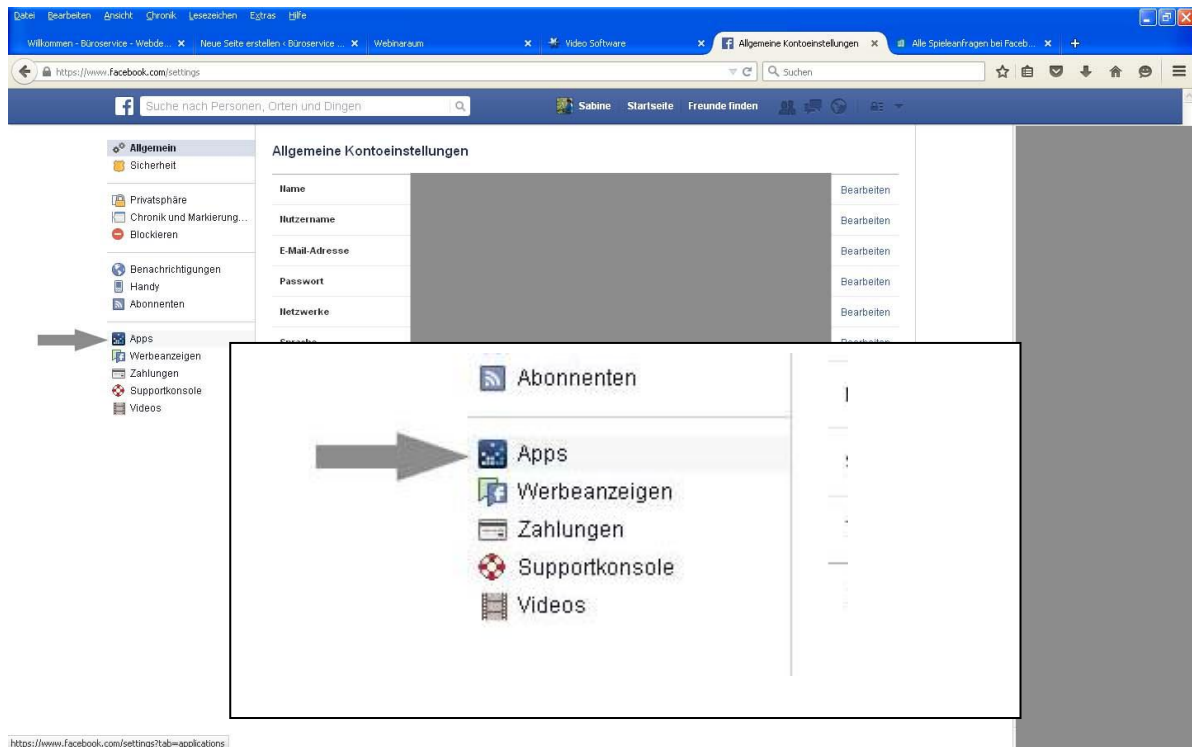 Datei Bearbeiten Ansicht Chronik Lesezeichen Extras Hilfe
Willkommen - Büroservice - Webde... Neue Seite erstellen ‹ Büroservice ... Webinaraum Video Software Allgemeine Kontoeinstellungen Alle Spieleanfragen bei Faceb...
https://www.facebook.com/settings Suchen
Suche nach Personen, Orten und Dingen Sabine Startseite Freunde finden
Allgemein
Sicherheit
Privatsphäre
Chronik und Markierung...
Blockieren
Benachrichtigungen
Handy
Abonnenten
Apps
Werbeanzeigen
Zahlungen
Supportkonsole
Videos
Allgemeine Kontoeinstellungen
Name Bearbeiten
Nutzername Bearbeiten
E-Mail-Adresse Bearbeiten
Passwort Bearbeiten
Netzwerke Bearbeiten
Sprache Bearbeiten
Abonnenten
Apps
Werbeanzeigen
Zahlungen
Supportkonsole
Videos
https://www.facebook.com/settings?tab=applications